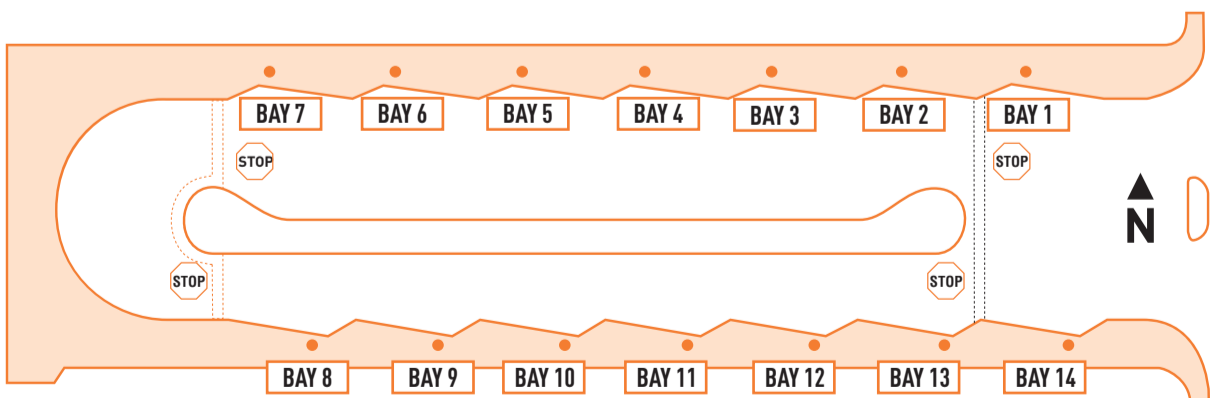 BAY 7
BAY 6
BAY 5
BAY 4
BAY 3
BAY 2
BAY 1
STOP
STOP
N
STOP
STOP
BAY 8
BAY 9
BAY 10
BAY 11
BAY 12
BAY 13
BAY 14